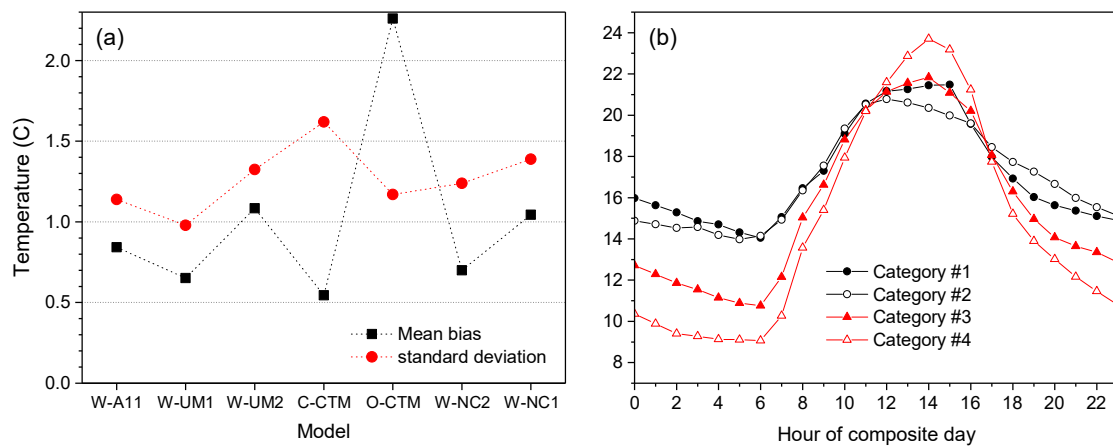 (a)
Temperature (C)
2.0
1.5
1.0
0.5
0.0
Mean bias
standard deviation
W-A11 W-UM1 W-UM2 C-CTM O-CTM W-NC2 W-NC1
Model
(b)
24
22
20
18
16
14
12
10
8
Category #1
Category #2
Category #3
Category #4
0 2 4 6 8 10 12 14 16 18 20 22
Hour of composite day